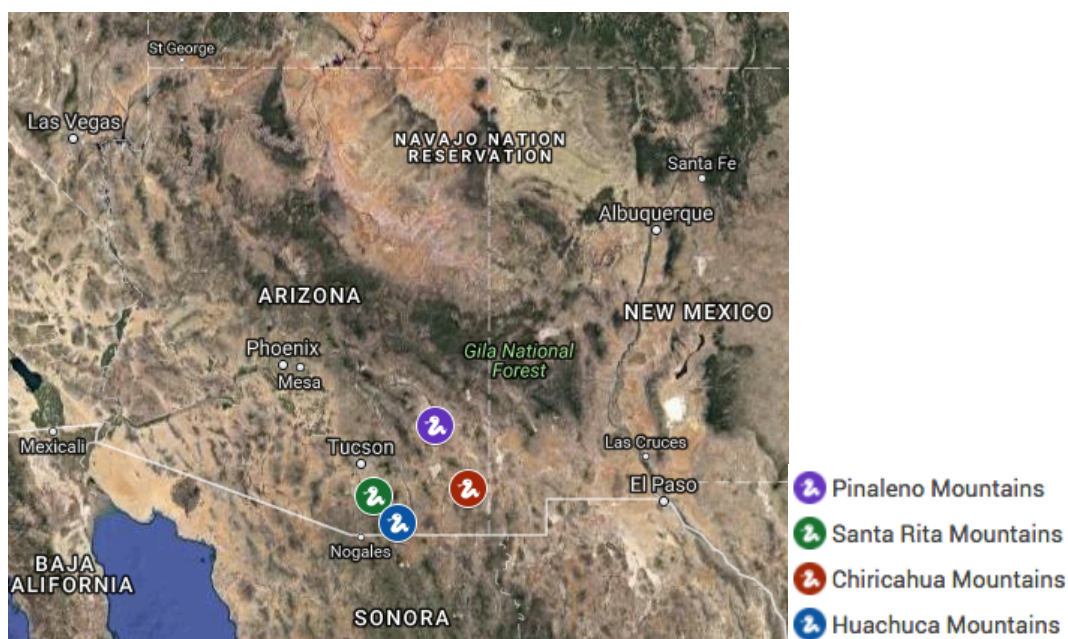 St George
Las Vegas
NAVAJO NATION
RESERVATION
Santa Fe
Albuquerque
ARIZONA
NEW MEXICO
Phoenix
Mesa
Gila National
Forest
Mexicali
Tucson
Las Cruces
El Paso
Nogales
BAJA
ALIFORNIA
SONORA
Pinaleno Mountains
Santa Rita Mountains
Chiricahua Mountains
Huachuca Mountains